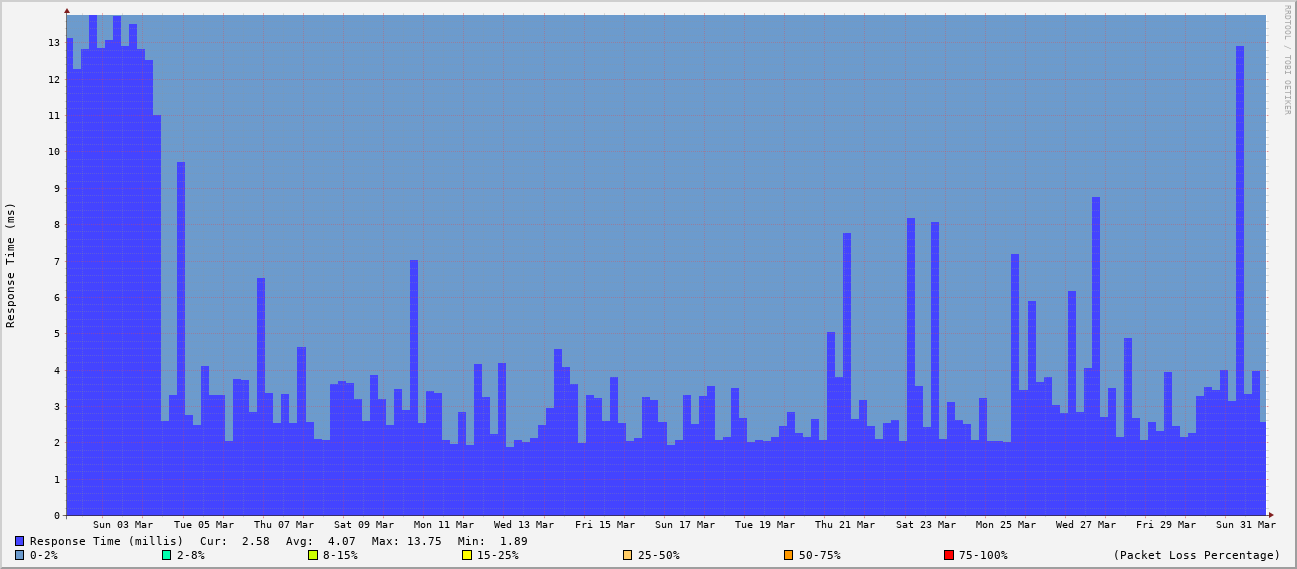 RRDTOOL / TOBI OETIKER
Response Time (ms)
13
12
11
10
9
8
7
6
5
4
3
2
1
0
Sun 03 Mar Tue 05 Mar Thu 07 Mar Sat 09 Mar Mon 11 Mar Wed 13 Mar Fri 15 Mar Sun 17 Mar Tue 19 Mar Thu 21 Mar Sat 23 Mar Mon 25 Mar Wed 27 Mar Fri 29 Mar Sun 31 Mar
Response Time (millis) Cur: 2.58 Avg: 4.07 Max: 13.75 Min: 1.89
0-2% 2-8% 8-15% 15-25% 25-50% 50-75% 75-100% (Packet Loss Percentage)